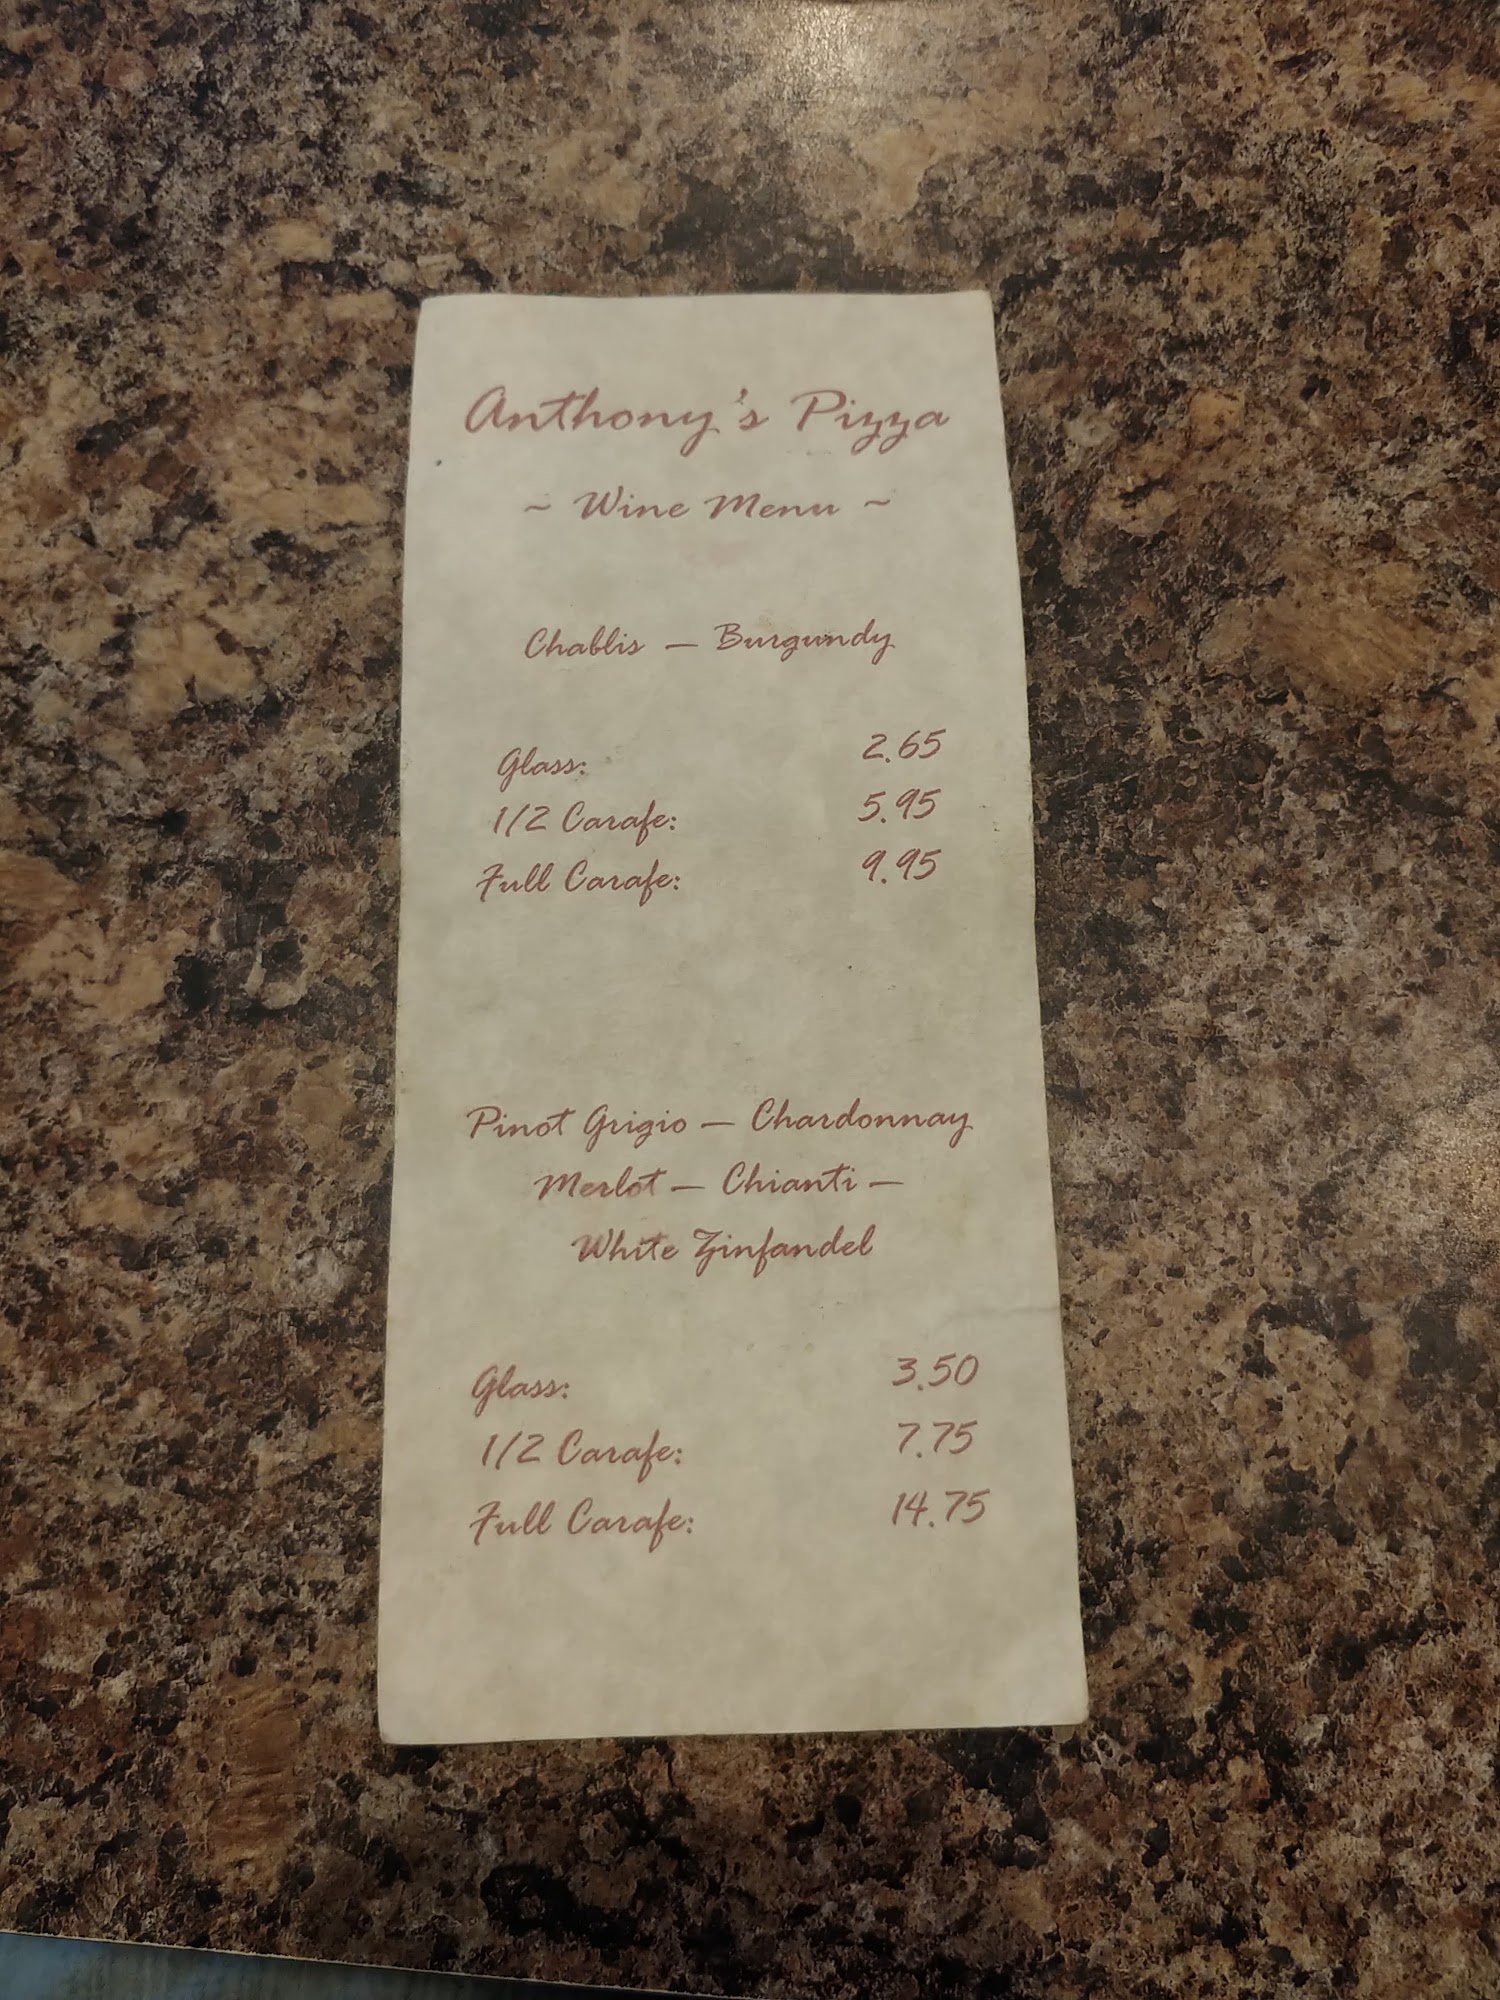 Anthony's Pizza
~ Wine Menu ~
Chablis – Burgundy
Glass: 2.65
1/2 Carafe: 5.95
Full Carafe: 9.95
Pinot Grigio – Chardonnay
Merlot – Chianti –
White Zinfandel
Glass: 3.50
1/2 Carafe: 7.75
Full Carafe: 14.75